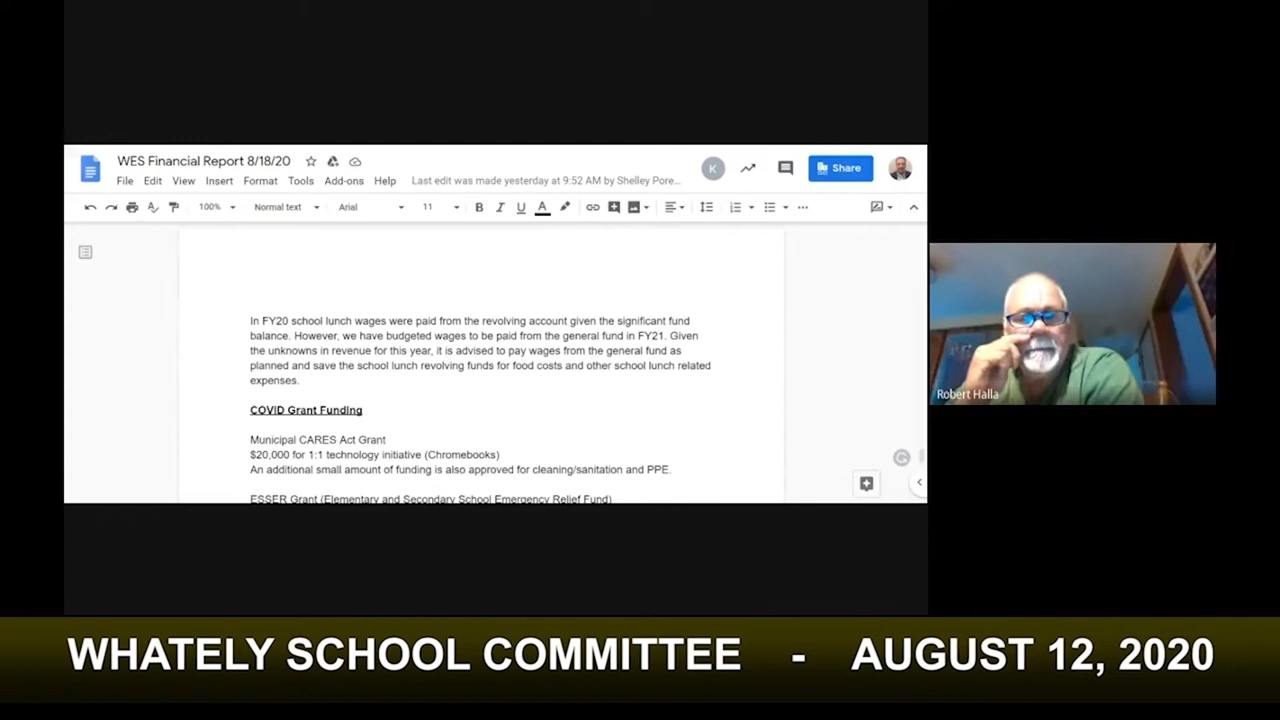 WES Financial Report 8/18/20
K
Share
File Edit View Insert Format Tools Add-ons Help Last edit was made yesterday at 9:52 AM by Shelley Pore...
100% Normal text Arial 11 B I U A
In FY20 school lunch wages were paid from the revolving account given the significant fund
balance. However, we have budgeted wages to be paid from the general fund in FY21. Given
the unknowns in revenue for this year, it is advised to pay wages from the general fund as
planned and save the school lunch revolving funds for food costs and other school lunch related
expenses.
COVID Grant Funding
Municipal CARES Act Grant
$20,000 for 1:1 technology initiative (Chromebooks)
An additional small amount of funding is also approved for cleaning/sanitation and PPE.
ESSER Grant (Elementary and Secondary School Emergency Relief Fund)
Robert Halla
WHATELY SCHOOL COMMITTEE - AUGUST 12, 2020